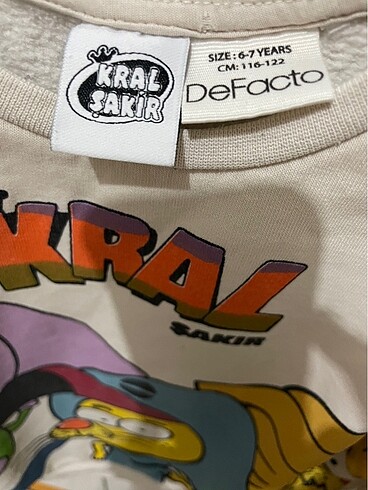 KRAL
ŞAKİR
SIZE : 6-7 YEARS
CM: 116-122
DeFacto
KRAL
ŞAKİR